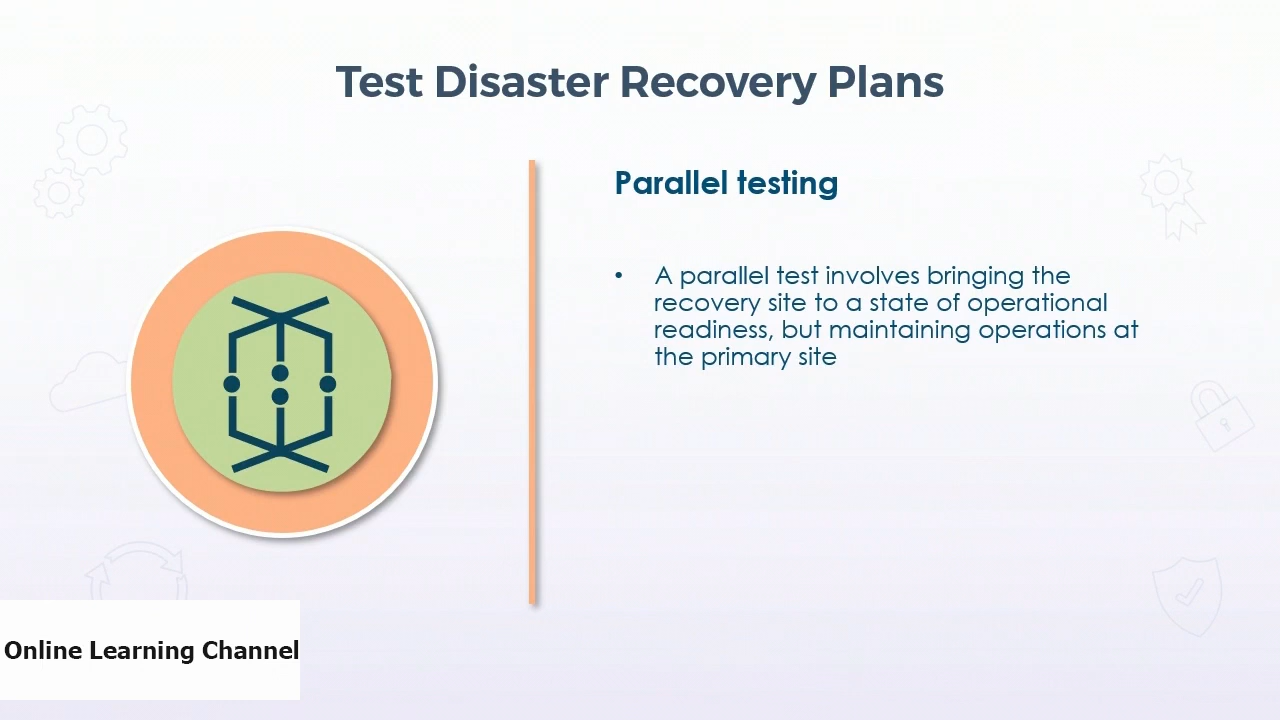 Test Disaster Recovery Plans
Parallel testing
• A parallel test involves bringing the
recovery site to a state of operational
readiness, but maintaining operations at
the primary site
Online Learning Channel